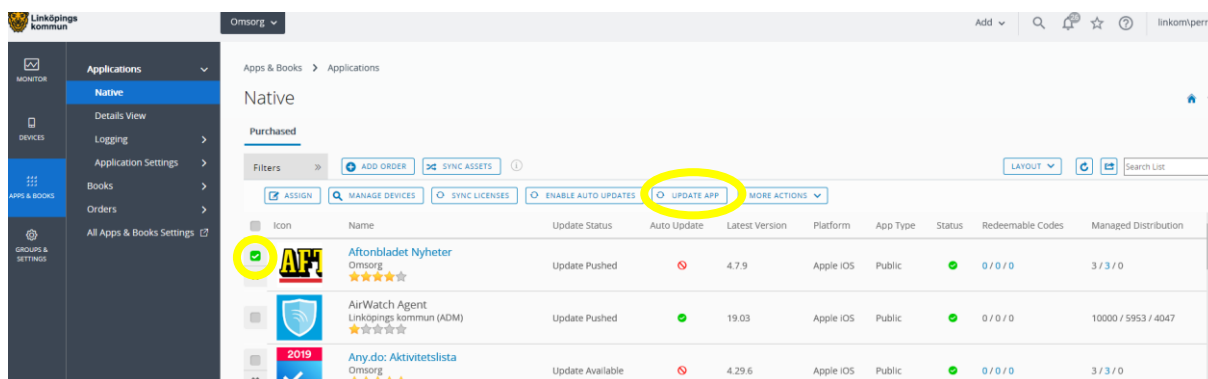 Linköpings
kommun
Omsorg
Add
linkom\perr
MONITOR
DEVICES
APPS & BOOKS
GROUPS &
SETTINGS
Applications
Native
Details View
Logging
Application Settings
Books
Orders
All Apps & Books Settings
Apps & Books > Applications
Native
Purchased
Filters » ADD ORDER SYNC ASSETS LAYOUT Search List
ASSIGN MANAGE DEVICES SYNC LICENSES ENABLE AUTO UPDATES UPDATE APP MORE ACTIONS
Icon Name Update Status Auto Update Latest Version Platform App Type Status Redeemable Codes Managed Distribution
AFT
Aftonbladet Nyheter
Omsorg
Update Pushed 4.7.9 Apple iOS Public 0 / 0 / 0 3 / 3 / 0
AirWatch Agent
Linköpings kommun (ADM)
Update Pushed 19.03 Apple iOS Public 0 / 0 / 0 10000 / 5953 / 4047
2019
Any.do: Aktivitetslista
Omsorg
Update Available 4.29.6 Apple iOS Public 0 / 0 / 0 3 / 3 / 0